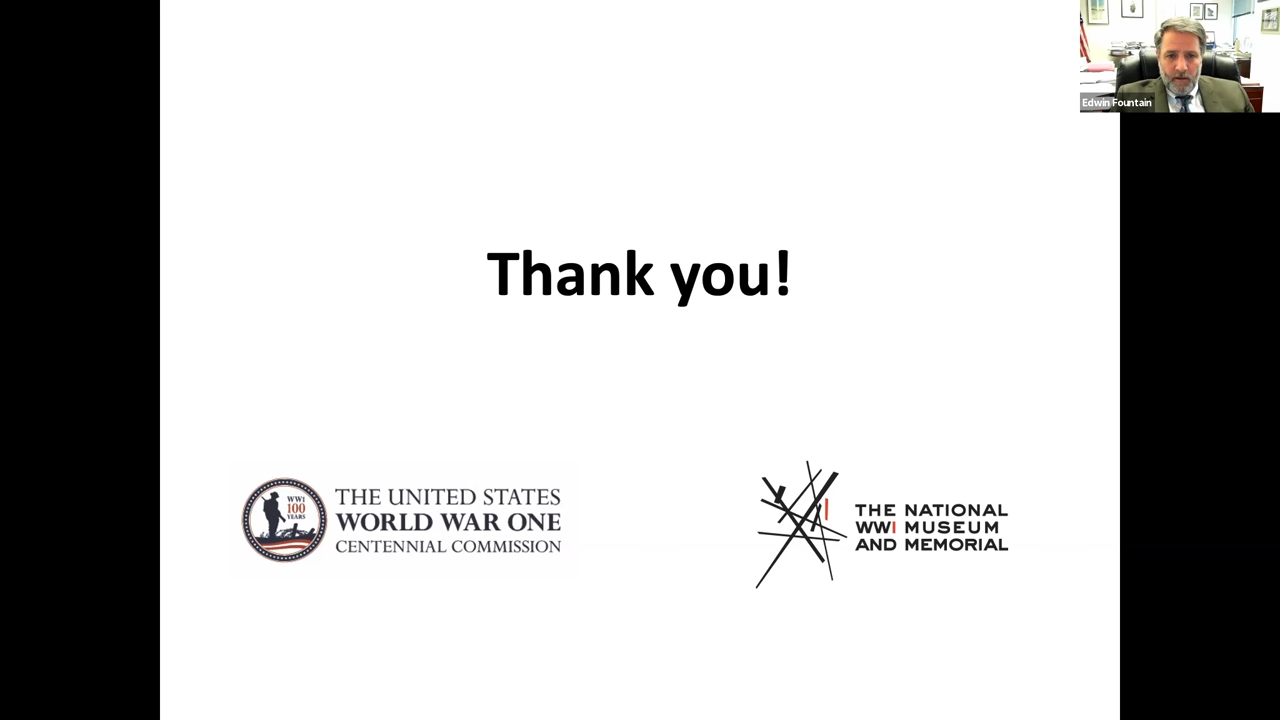 Edwin Fountain
Thank you!
WWI
100
YEARS
THE UNITED STATES
WORLD WAR ONE
CENTENNIAL COMMISSION
THE NATIONAL
WWI MUSEUM
AND MEMORIAL